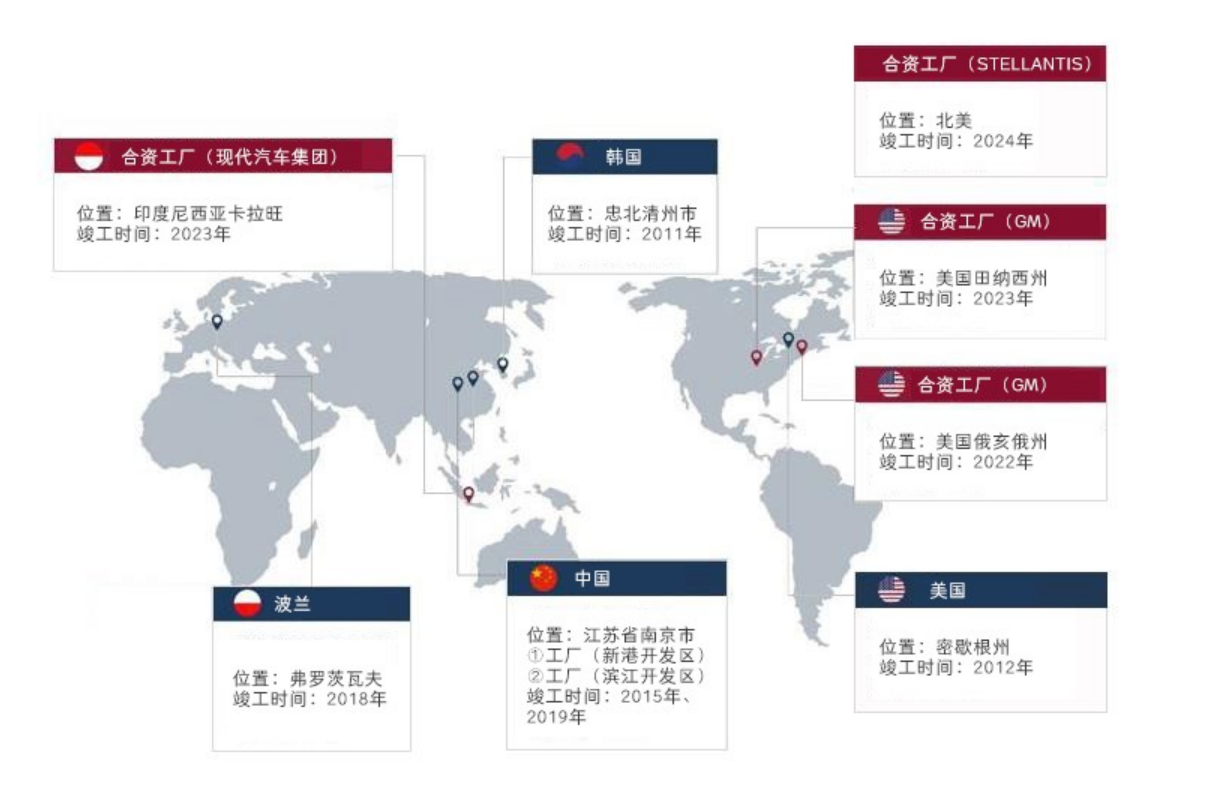 合资工厂（STELLANTIS）
位置：北美
竣工时间：2024年
合资工厂（现代汽车集团）
位置：印度尼西亚卡拉旺
竣工时间：2023年
韩国
位置：忠北清州市
竣工时间：2011年
合资工厂（GM）
位置：美国田纳西州
竣工时间：2023年
合资工厂（GM）
位置：美国俄亥俄州
竣工时间：2022年
波兰
位置：弗罗茨瓦夫
竣工时间：2018年
中国
位置：江苏省南京市
①工厂（新港开发区）
②工厂（滨江开发区）
竣工时间：2015年、
2019年
美国
位置：密歇根州
竣工时间：2012年